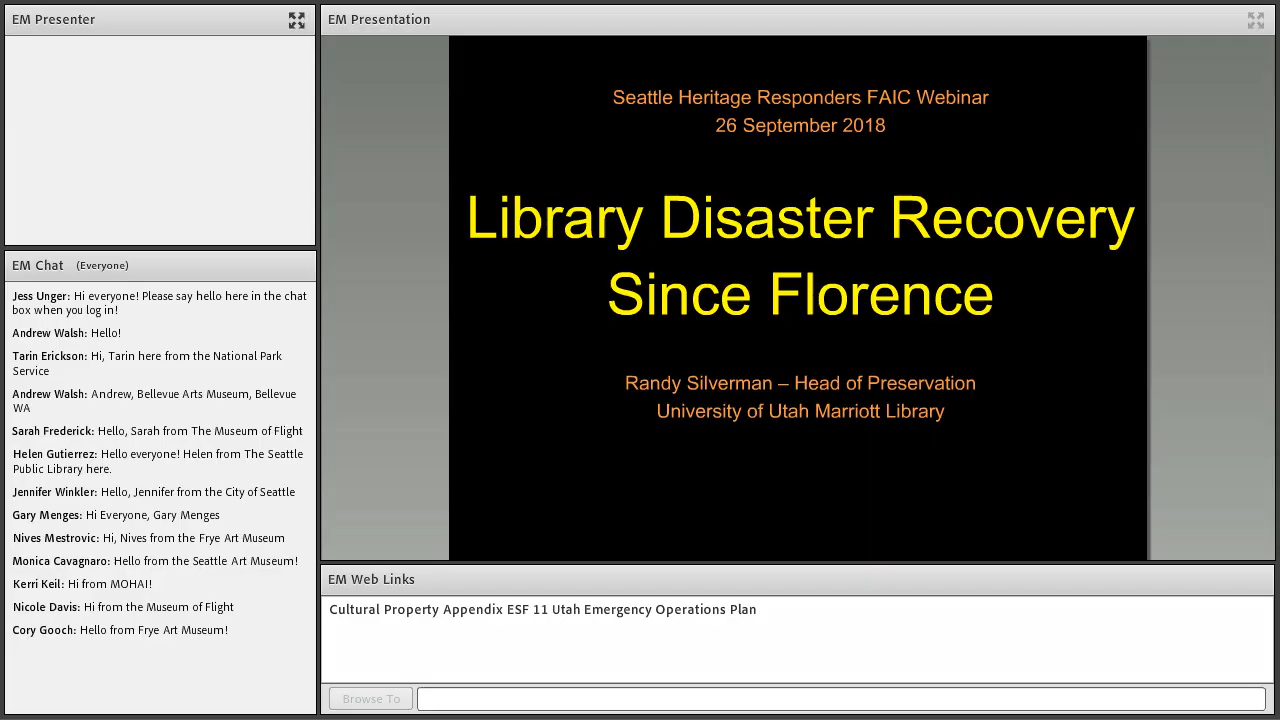 EM Presenter
EM Chat (Everyone)
Jess Unger: Hi everyone! Please say hello here in the chat
box when you log in!
Andrew Walsh: Hello!
Tarin Erickson: Hi, Tarin here from the National Park
Service
Andrew Walsh: Andrew, Bellevue Arts Museum, Bellevue
WA
Sarah Frederick: Hello, Sarah from The Museum of Flight
Helen Gutierrez: Hello everyone! Helen from The Seattle
Public Library here.
Jennifer Winkler: Hello, Jennifer from the City of Seattle
Gary Menges: Hi Everyone, Gary Menges
Nives Mestrovic: Hi, Nives from the Frye Art Museum
Monica Cavagnaro: Hello from the Seattle Art Museum!
Kerri Keil: Hi from MOHAI!
Nicole Davis: Hi from the Museum of Flight
Cory Gooch: Hello from Frye Art Museum!
EM Presentation
Seattle Heritage Responders FAIC Webinar
26 September 2018
Library Disaster Recovery
Since Florence
Randy Silverman – Head of Preservation
University of Utah Marriott Library
EM Web Links
Cultural Property Appendix ESF 11 Utah Emergency Operations Plan
Browse To